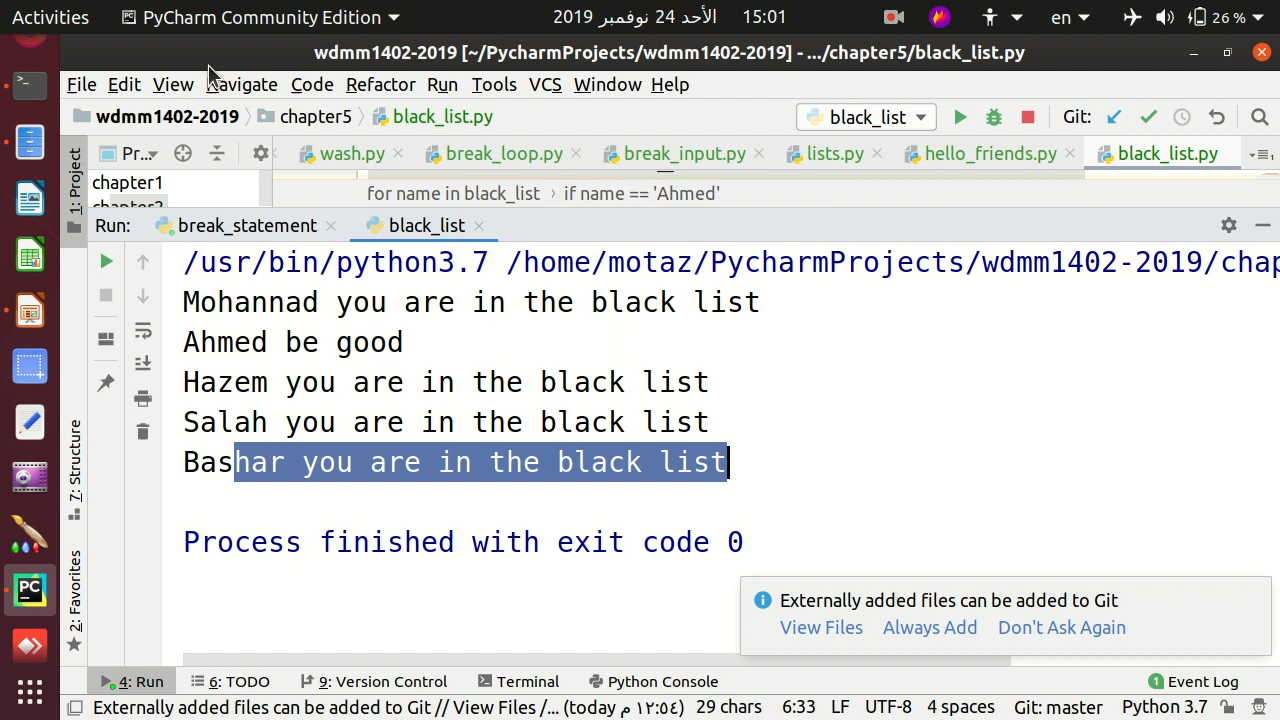 Activities PyCharm Community Edition الأحد 24 نوفمبر 2019 15:01 en 26 %
wdmm1402-2019 [~/PycharmProjects/wdmm1402-2019] - .../chapter5/black_list.py
File Edit View Navigate Code Refactor Run Tools VCS Window Help
wdmm1402-2019 chapter5 black_list.py black_list Git:
1: Project Pr... wash.py break_loop.py break_input.py lists.py hello_friends.py black_list.py
chapter1
chapter2
for name in black_list › if name == 'Ahmed'
Run: break_statement black_list
/usr/bin/python3.7 /home/motaz/PycharmProjects/wdmm1402-2019/chap
Mohannad you are in the black list
Ahmed be good
Hazem you are in the black list
Salah you are in the black list
Bashar you are in the black list
Process finished with exit code 0
7: Structure
2: Favorites
Externally added files can be added to Git
View Files Always Add Don't Ask Again
4: Run 6: TODO 9: Version Control Terminal Python Console 1 Event Log
Externally added files can be added to Git // View Files /... (today م ١٢:٥٤) 29 chars 6:33 LF UTF-8 4 spaces Git: master Python 3.7